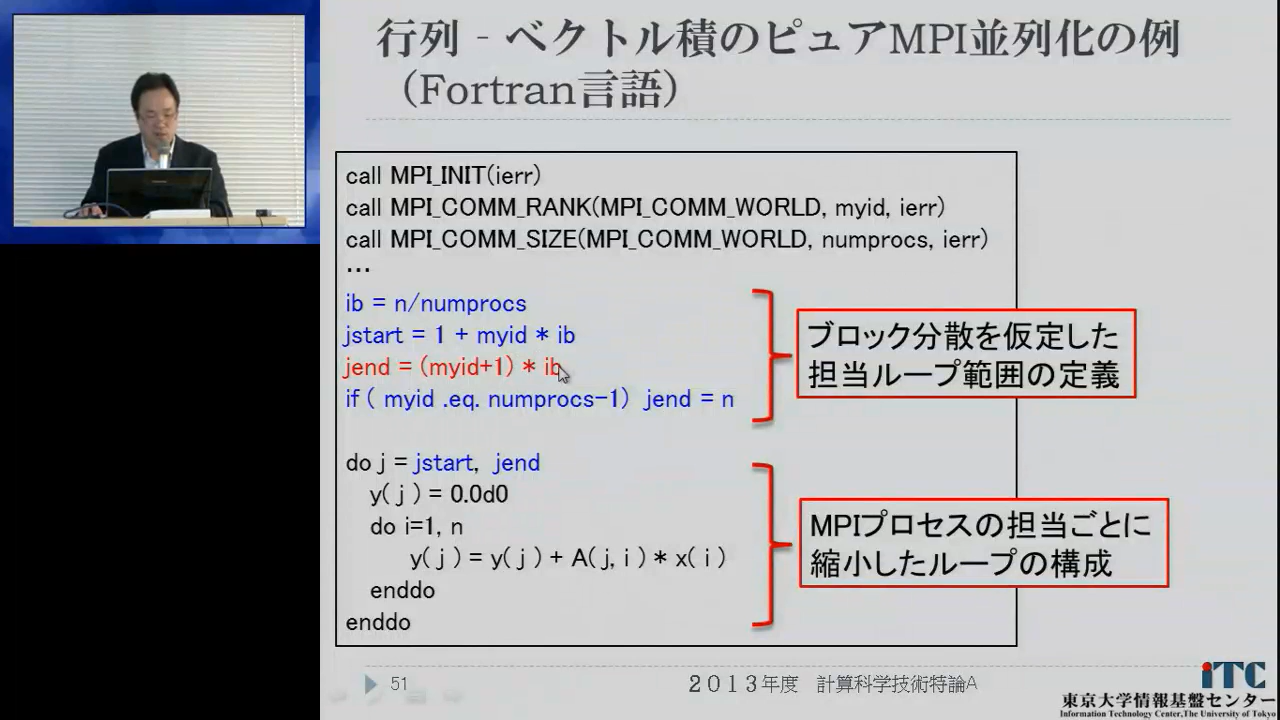 行列‐ベクトル積のピュアMPI並列化の例
（Fortran言語）
call MPI_INIT(ierr)
call MPI_COMM_RANK(MPI_COMM_WORLD, myid, ierr)
call MPI_COMM_SIZE(MPI_COMM_WORLD, numprocs, ierr)
…
ib = n/numprocs
jstart = 1 + myid * ib
jend = (myid+1) * ib
if ( myid .eq. numprocs-1) jend = n
ブロック分散を仮定した
担当ループ範囲の定義
do j = jstart, jend
y( j ) = 0.0d0
do i=1, n
y( j ) = y( j ) + A( j, i ) * x( i )
enddo
enddo
MPIプロセスの担当ごとに
縮小したループの構成
51
２０１３年度 計算科学技術特論A
iTC
東京大学情報基盤センター
Information Technology Center,The University of Tokyo